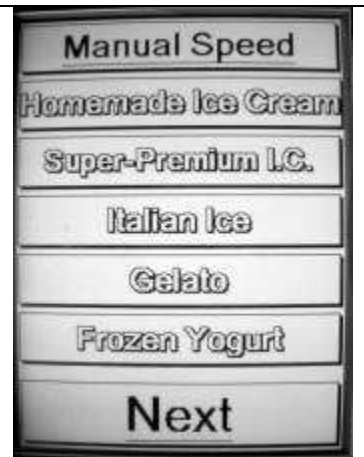 Manual Speed
Homemade Ice Cream
Super-Premium I.C.
Italian Ice
Gelato
Frozen Yogurt
Next